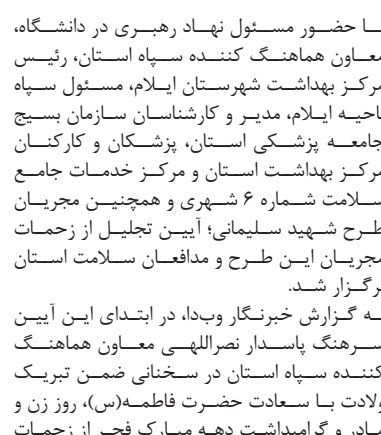 با حضور مسئول نهاد رهبری در دانشگاه،
معاون هماهنگ کننده سپاه استان، رئیس
مرکز بهداشت شهرستان ایلام، مسئول سپاه
ناحیه ایلام، مدیر و کارشناسان سازمان بسیج
جامعه پزشکی استان، پزشکان و کارکنان
مرکز بهداشت استان و مرکز خدمات جامع
سلامت شماره ۶ شهری و همچنین مجریان
طرح شهید سلیمانی؛ آیین تجلیل از زحمات
مجریان این طرح و مدافعان سلامت استان
برگزار شد.
به گزارش خبرنگار وب‌دا، در ابتدای این آیین
سرهنگ پاسدار نصراللهی معاون هماهنگ
کننده سپاه استان در سخنانی ضمن تبریک
ولادت با سعادت حضرت فاطمه(س)، روز زن و
مادر و گرامیداشت دهه مبارک فجر از زحمات